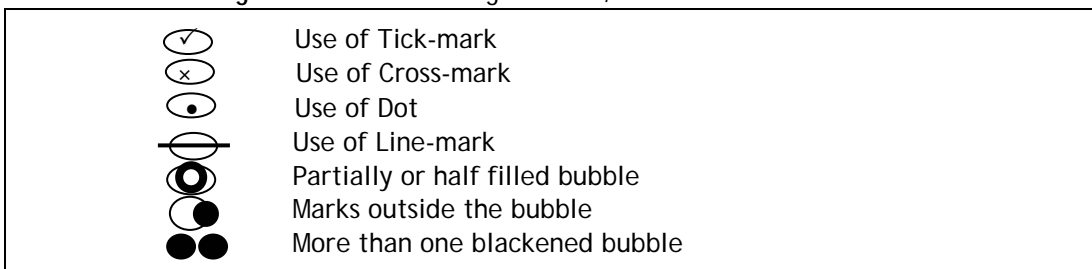 Use of Tick-mark
Use of Cross-mark
Use of Dot
Use of Line-mark
Partially or half filled bubble
Marks outside the bubble
More than one blackened bubble